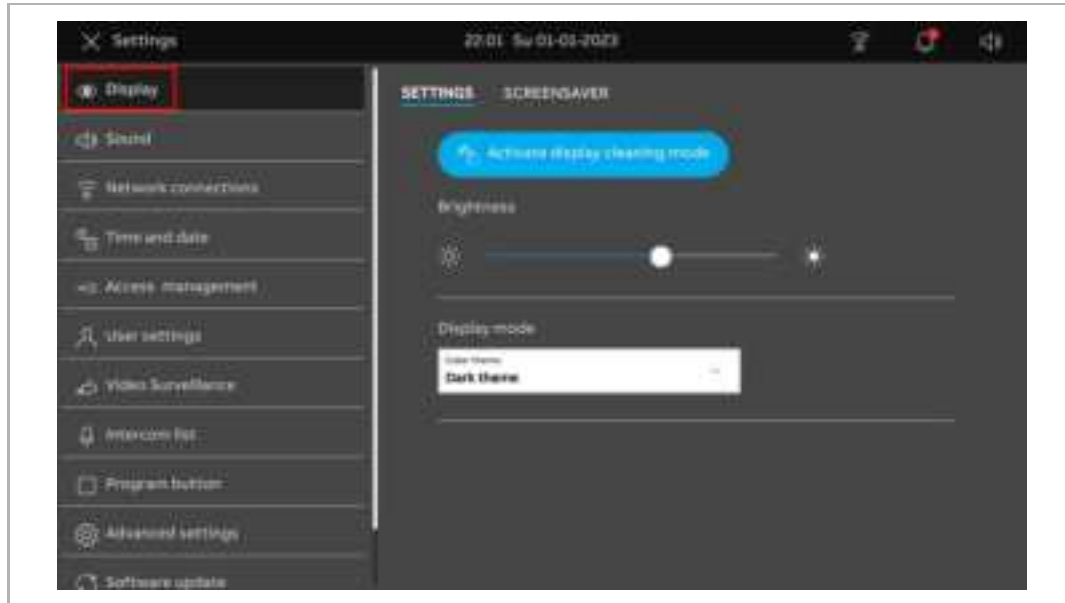 Settings
22:01 Su 01-01-2023
Display
Sound
Network connections
Time and date
Access management
User settings
Video Surveillance
Intercom list
Program button
Advanced settings
Software update
SETTINGS SCREENSAVER
Activate display cleaning mode
Brightness
Display mode
Color theme
Dark theme